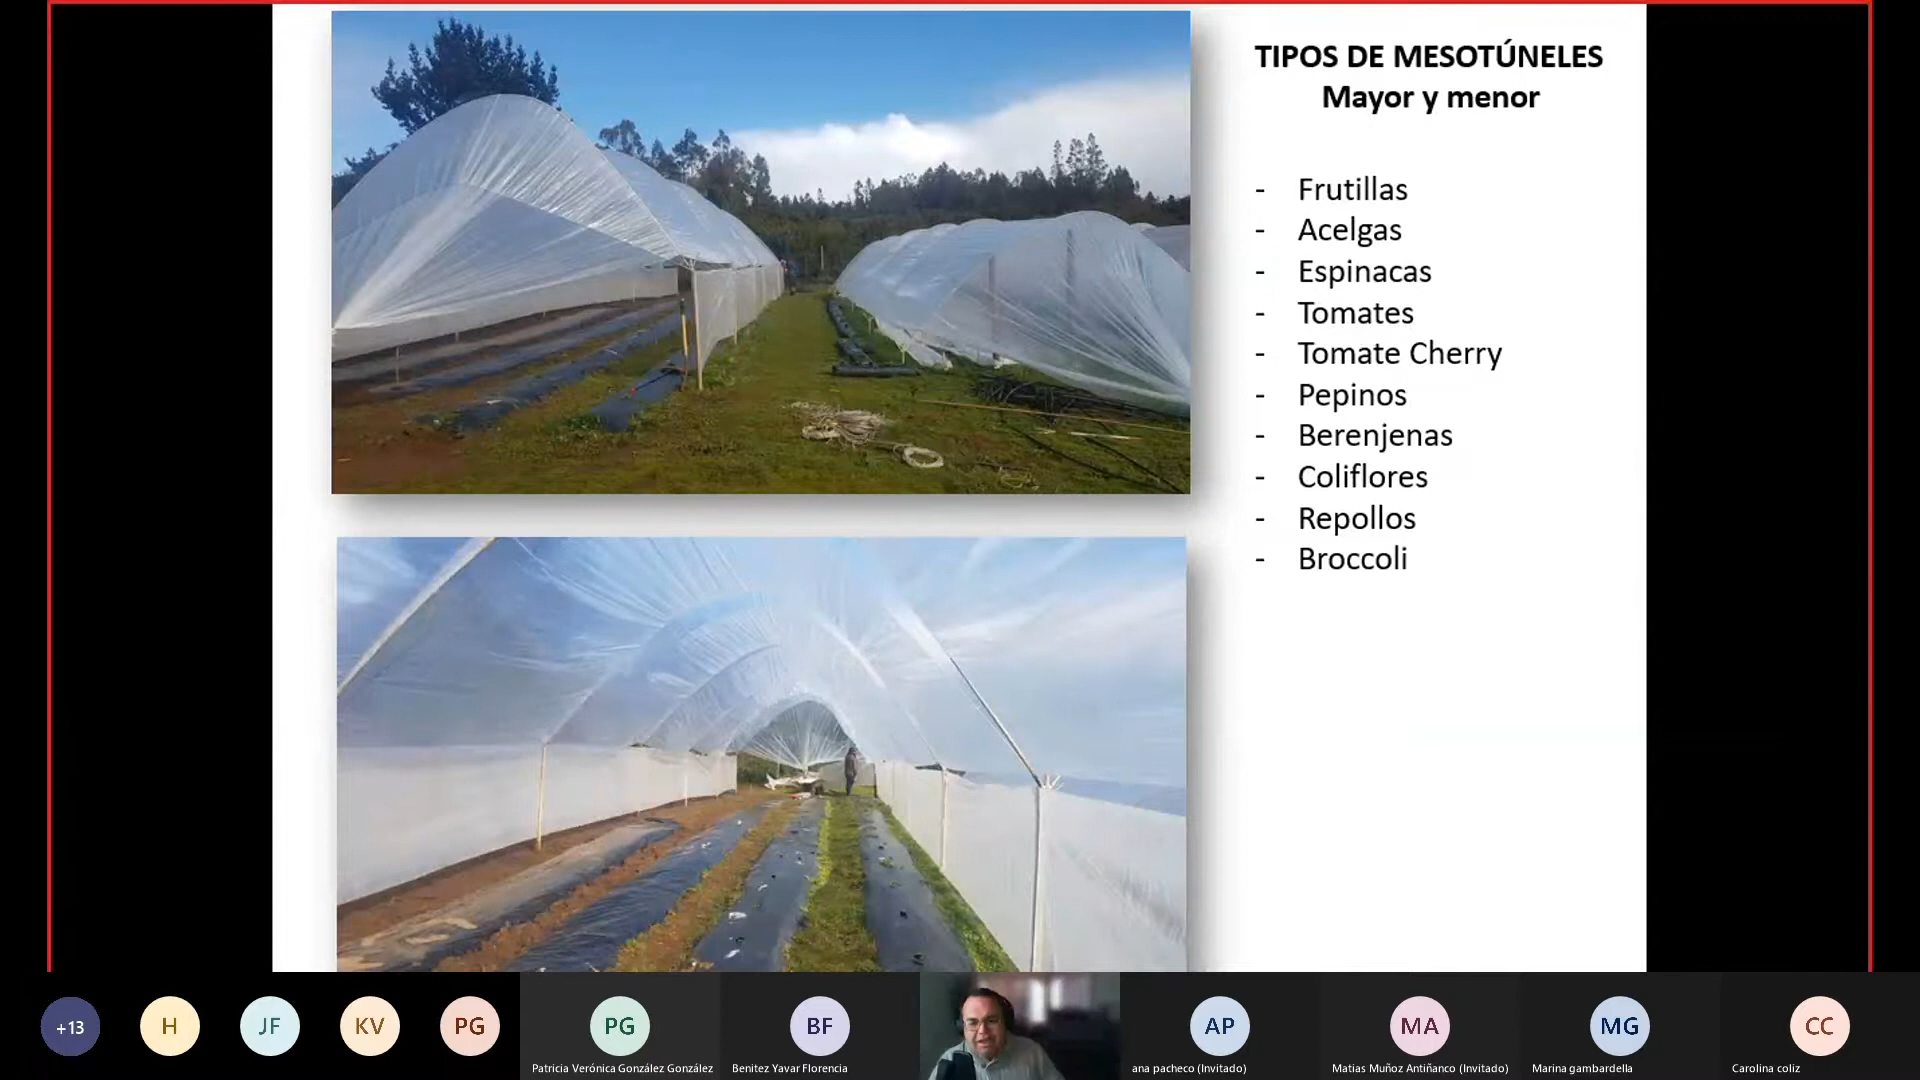 TIPOS DE MESOTÚNELES
Mayor y menor
- Frutillas
- Acelgas
- Espinacas
- Tomates
- Tomate Cherry
- Pepinos
- Berenjenas
- Coliflores
- Repollos
- Broccoli
+13
H
JF
KV
PG
PG
BF
AP
MA
MG
CC
Patricia Verónica González González
Benitez Yavar Florencia
ana pacheco (Invitado)
Matias Muñoz Antiñanco (Invitado)
Marina gambardella
Carolina coliz